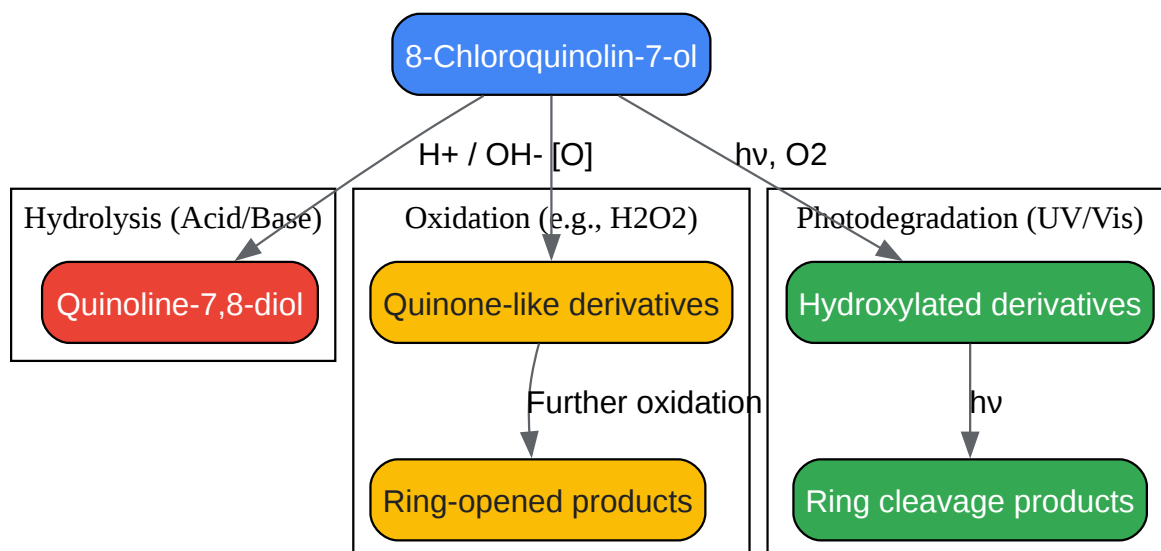 8-Chloroquinolin-7-ol
H+ / OH- [O] hν, O2
Hydrolysis (Acid/Base) Oxidation (e.g., H2O2) Photodegradation (UV/Vis)
Quinoline-7,8-diol Quinone-like derivatives Hydroxylated derivatives
Further oxidation hν
Ring-opened products Ring cleavage products